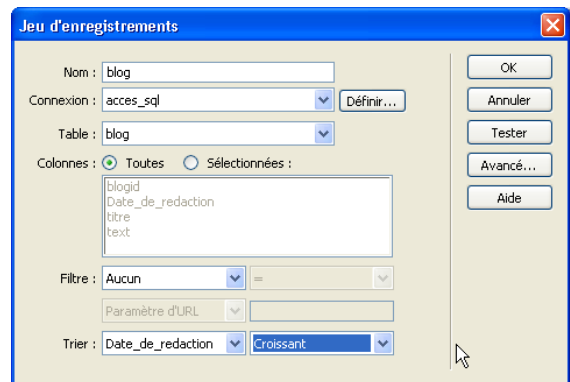 Jeu d'enregistrements
Nom : blog
OK
Connexion : acces_sql Définir...
Annuler
Table : blog
Tester
Colonnes : Toutes Sélectionnées :
Avancé...
blogid
Date_de_redaction
titre
text
Aide
Filtre : Aucun =
Paramètre d'URL
Trier : Date_de_redaction Croissant